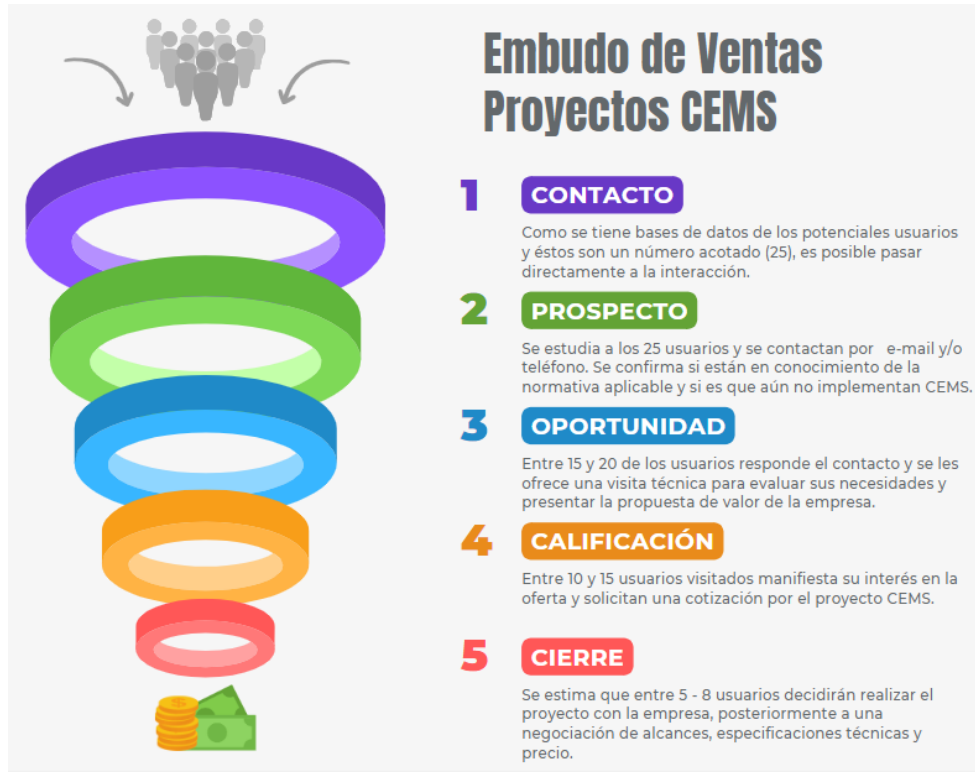 Embudo de Ventas
Proyectos CEMS
1 CONTACTO
Como se tiene bases de datos de los potenciales usuarios
y éstos son un número acotado (25), es posible pasar
directamente a la interacción.
2 PROSPECTO
Se estudia a los 25 usuarios y se contactan por e-mail y/o
teléfono. Se confirma si están en conocimiento de la
normativa aplicable y si es que aún no implementan CEMS.
3 OPORTUNIDAD
Entre 15 y 20 de los usuarios responde el contacto y se les
ofrece una visita técnica para evaluar sus necesidades y
presentar la propuesta de valor de la empresa.
4 CALIFICACIÓN
Entre 10 y 15 usuarios visitados manifiesta su interés en la
oferta y solicitan una cotización por el proyecto CEMS.
5 CIERRE
Se estima que entre 5 - 8 usuarios decidirán realizar el
proyecto con la empresa, posteriormente a una
negociación de alcances, especificaciones técnicas y
precio.